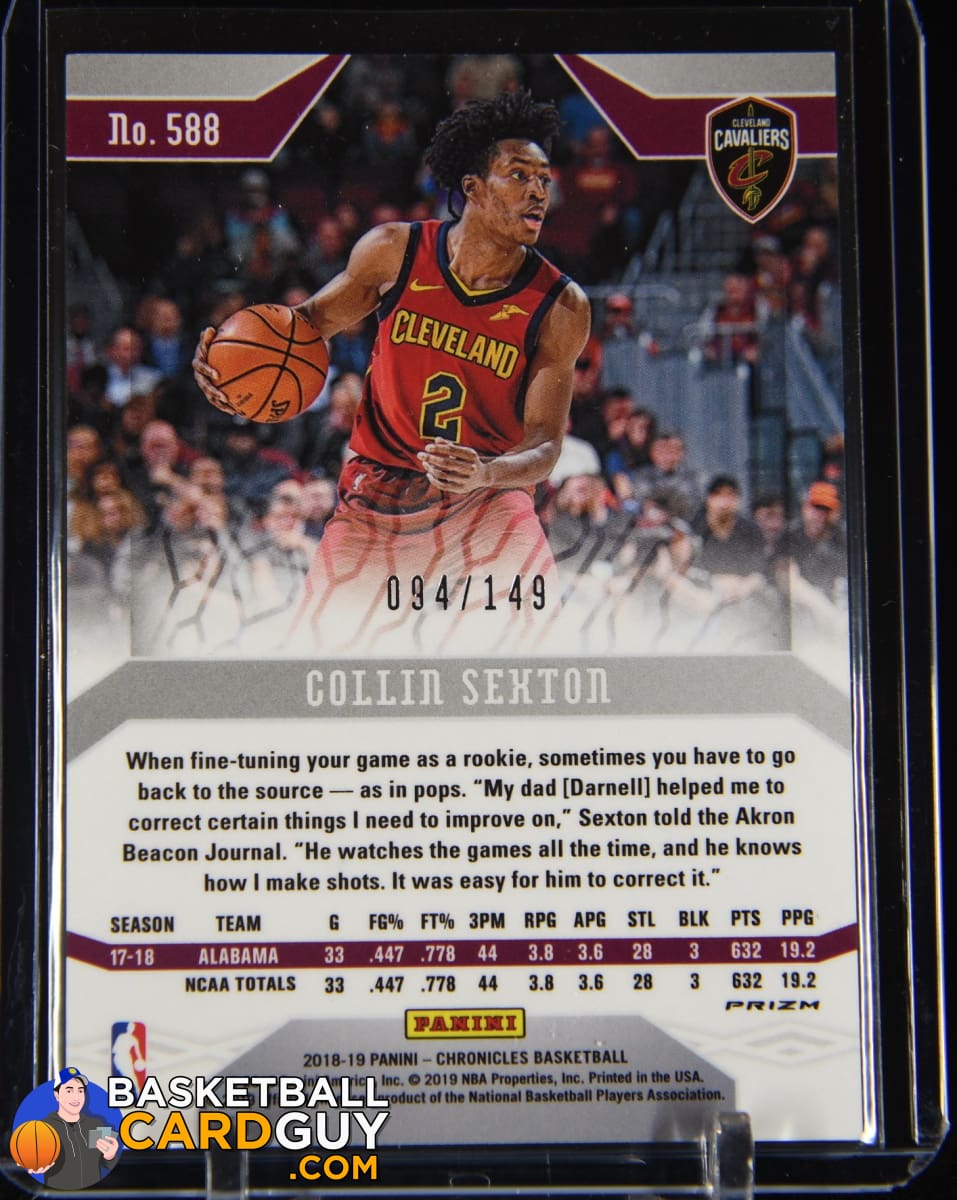 No. 588
CLEVELAND
CAVALIERS
C
CLEVELAND
2
094/149
COLLIN SEXTON
When fine-tuning your game as a rookie, sometimes you have to go
back to the source — as in pops. “My dad [Darnell] helped me to
correct certain things I need to improve on,” Sexton told the Akron
Beacon Journal. “He watches the games all the time, and he knows
how I make shots. It was easy for him to correct it.”
SEASON TEAM G FG% FT% 3PM RPG APG STL BLK PTS PPG
17-18 ALABAMA 33 .447 .778 44 3.8 3.6 28 3 632 19.2
NCAA TOTALS 33 .447 .778 44 3.8 3.6 28 3 632 19.2
PRIZM
PANINI
2018-19 PANINI – CHRONICLES BASKETBALL
Inc. © 2019 NBA Properties, Inc. Printed in the USA.
product of the National Basketball Players Association.
BASKETBALL
CARDGUY
.COM